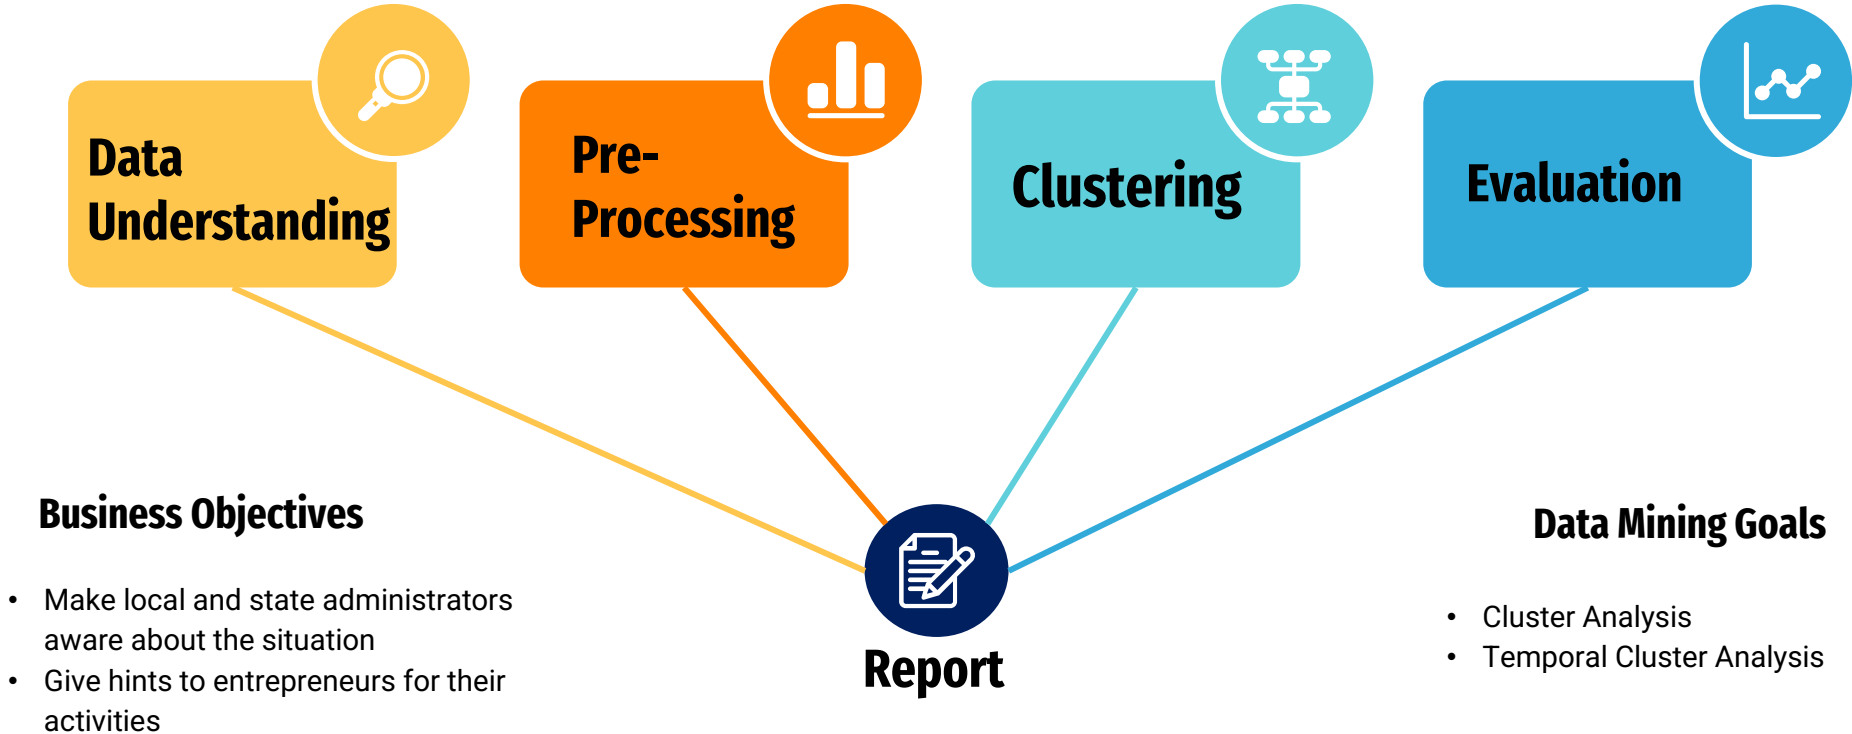 Data
Understanding
Pre-
Processing
Clustering
Evaluation
Business Objectives
• Make local and state administrators
aware about the situation
• Give hints to entrepreneurs for their
activities
Report
Data Mining Goals
• Cluster Analysis
• Temporal Cluster Analysis